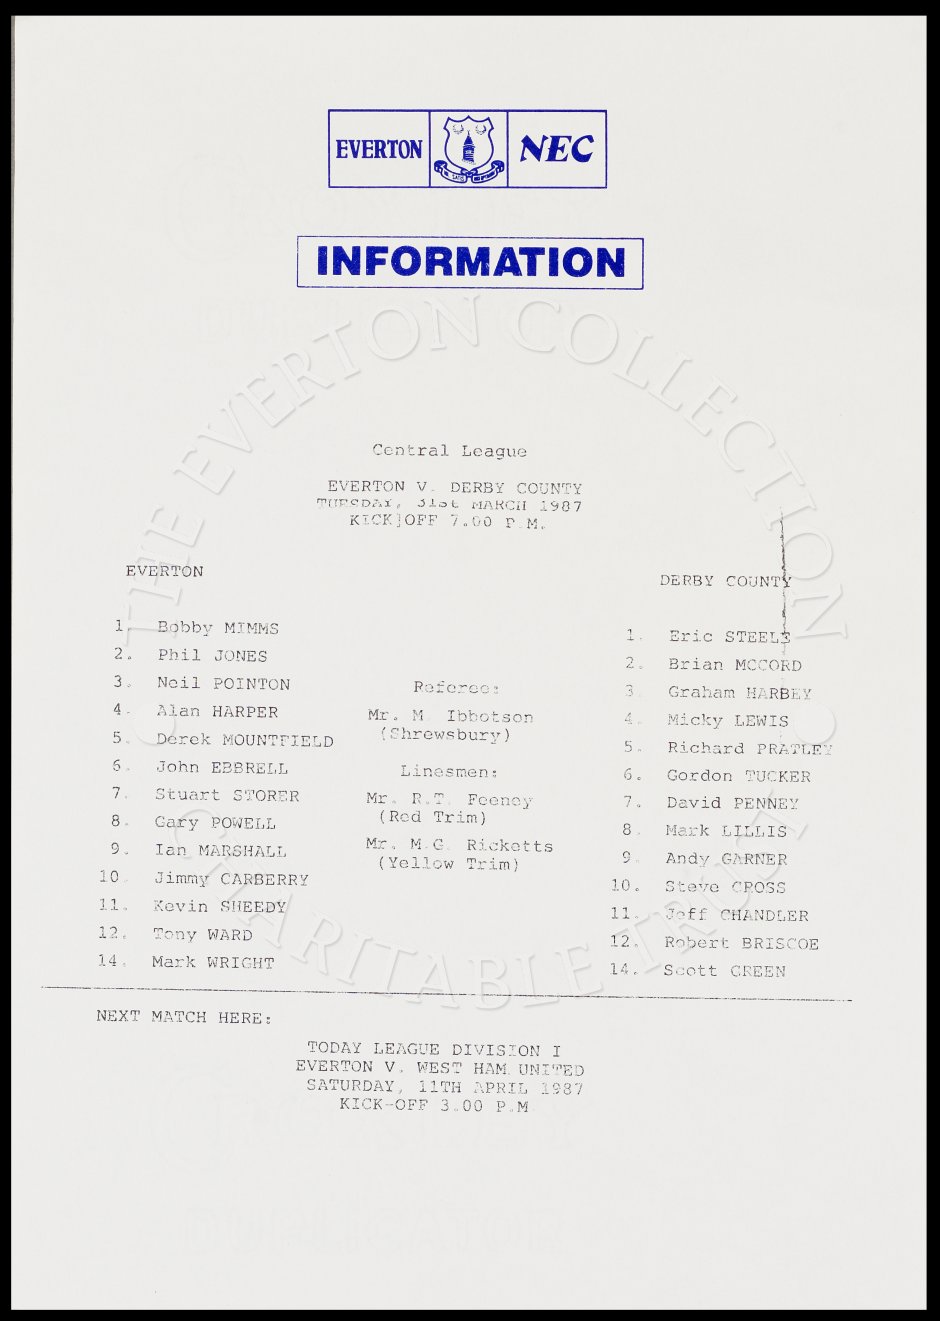 EVERTON NEC
INFORMATION
THE EVERTON COLLECTION
CHARITABLE TRUST
Central League
EVERTON V. DERBY COUNTY
TUESDAY, 31st MARCH 1987
KICK]OFF 7.00 P.M.
EVERTON
1. Bobby MIMMS
2. Phil JONES
3. Neil POINTON
4. Alan HARPER
5. Derek MOUNTFIELD
6. John EBBRELL
7. Stuart STORER
8. Gary POWELL
9. Ian MARSHALL
10. Jimmy CARBERRY
11. Kevin SHEEDY
12. Tony WARD
14. Mark WRIGHT
Referee:
Mr. M. Ibbotson
(Shrewsbury)
Linesmen:
Mr. R.T. Feeney
(Red Trim)
Mr. M.G. Ricketts
(Yellow Trim)
DERBY COUNTY
1. Eric STEELE
2. Brian MCCORD
3. Graham HARBEY
4. Micky LEWIS
5. Richard PRATLEY
6. Gordon TUCKER
7. David PENNEY
8. Mark LILLIS
9. Andy GARNER
10. Steve CROSS
11. Jeff CHANDLER
12. Robert BRISCOE
14. Scott GREEN
NEXT MATCH HERE:
TODAY LEAGUE DIVISION I
EVERTON V. WEST HAM UNITED
SATURDAY, 11TH APRIL 1987
KICK-OFF 3.00 P.M.